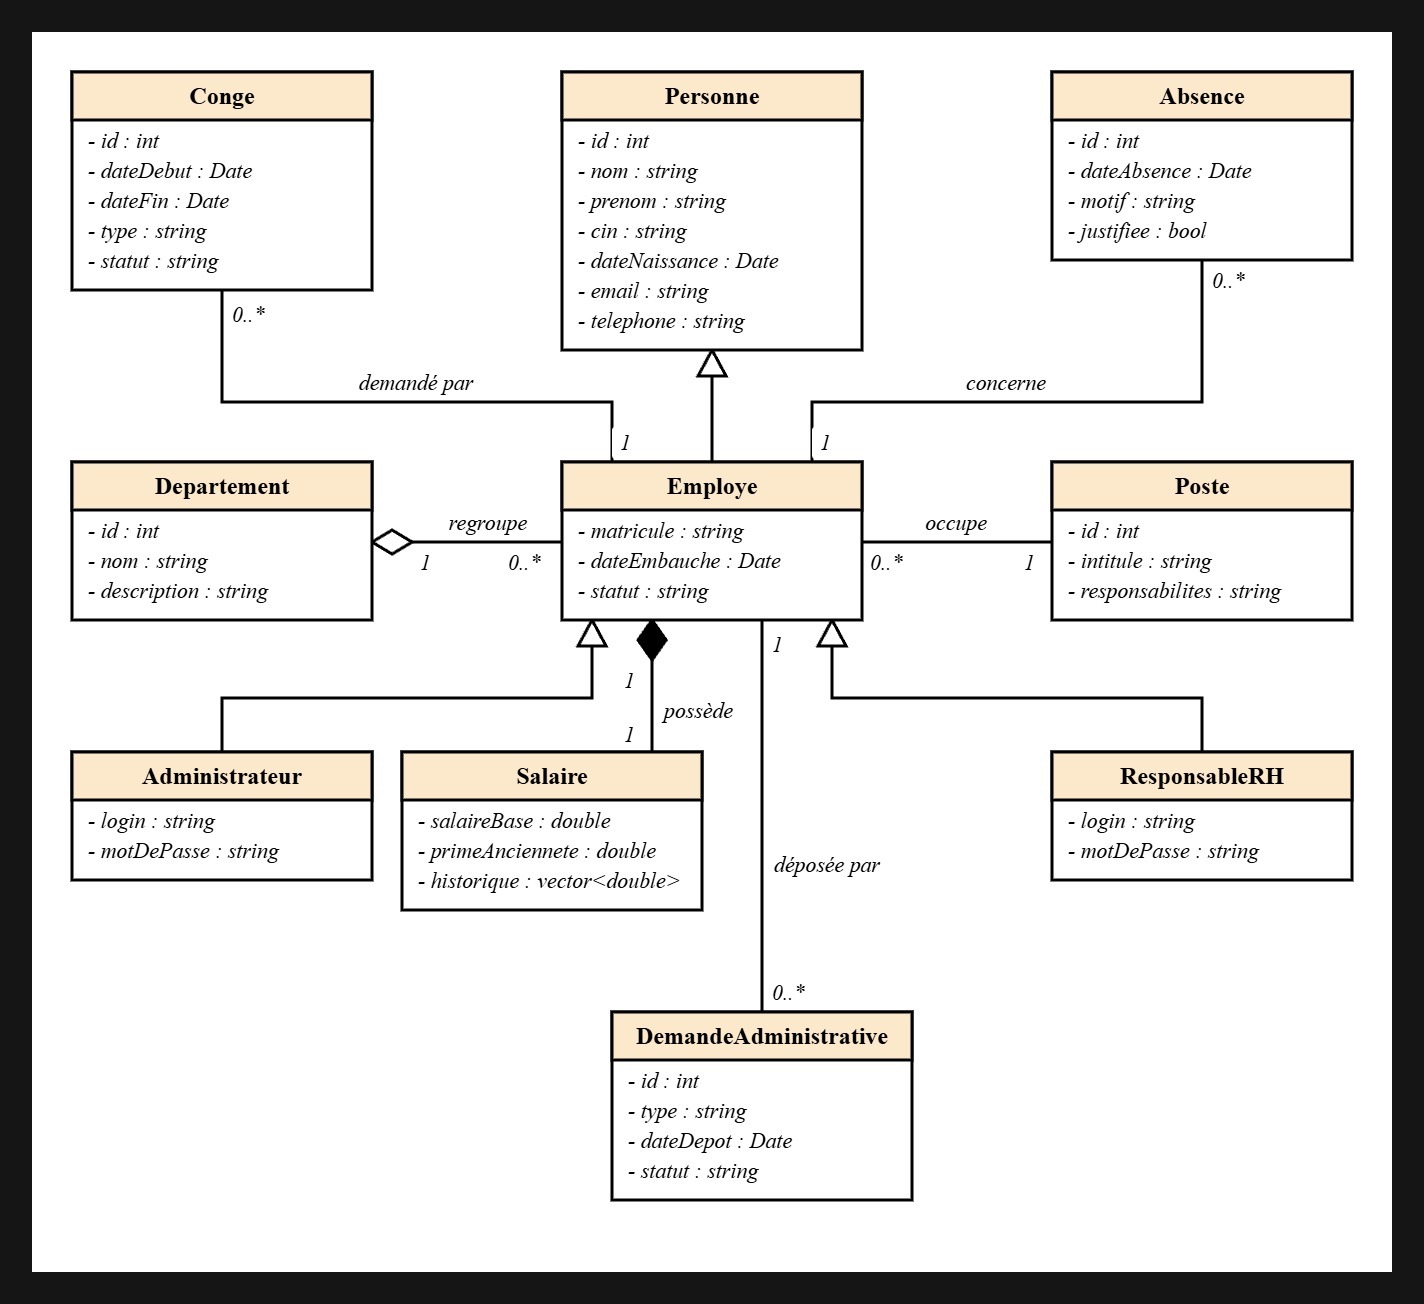 Conge
- id : int
- dateDebut : Date
- dateFin : Date
- type : string
- statut : string
0..*
Personne
- id : int
- nom : string
- prenom : string
- cin : string
- dateNaissance : Date
- email : string
- telephone : string
Absence
- id : int
- dateAbsence : Date
- motif : string
- justifiee : bool
0..*
demandé par
1
concerne
1
Departement
- id : int
- nom : string
- description : string
regroupe
1
0..*
Employe
- matricule : string
- dateEmbauche : Date
- statut : string
occupe
0..*
1
Poste
- id : int
- intitule : string
- responsabilites : string
1
possède
1
1
Administrateur
- login : string
- motDePasse : string
Salaire
- salaireBase : double
- primeAnciennete : double
- historique : vector<double>
déposée par
ResponsableRH
- login : string
- motDePasse : string
0..*
DemandeAdministrative
- id : int
- type : string
- dateDepot : Date
- statut : string